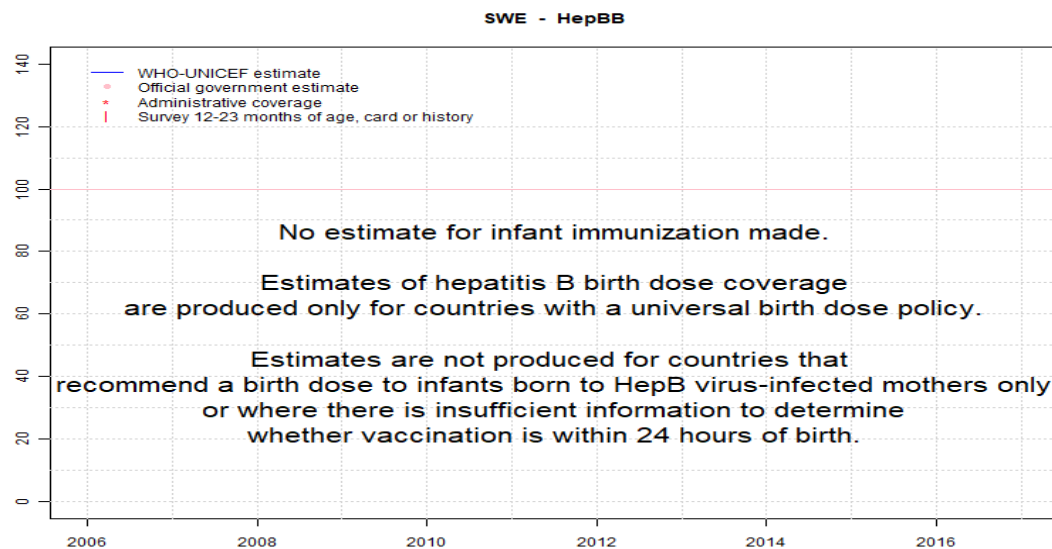 SWE - HepBB
140
120
100
80
60
40
20
0
WHO-UNICEF estimate
Official government estimate
Administrative coverage
Survey 12-23 months of age, card or history
No estimate for infant immunization made.
Estimates of hepatitis B birth dose coverage
are produced only for countries with a universal birth dose policy.
Estimates are not produced for countries that
recommend a birth dose to infants born to HepB virus-infected mothers only
or where there is insufficient information to determine
whether vaccination is within 24 hours of birth.
2006 2008 2010 2012 2014 2016